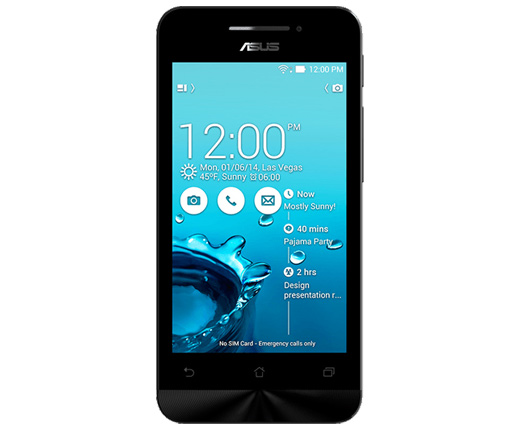 ASUS
12:00 PM
12:00 PM
Mon, 01/06/14, Las Vegas
45ºF, Sunny 06:00
Now
Mostly Sunny!
40 mins
Pajama Party
2 hrs
Design
presentation r...
No SIM Card - Emergency calls only